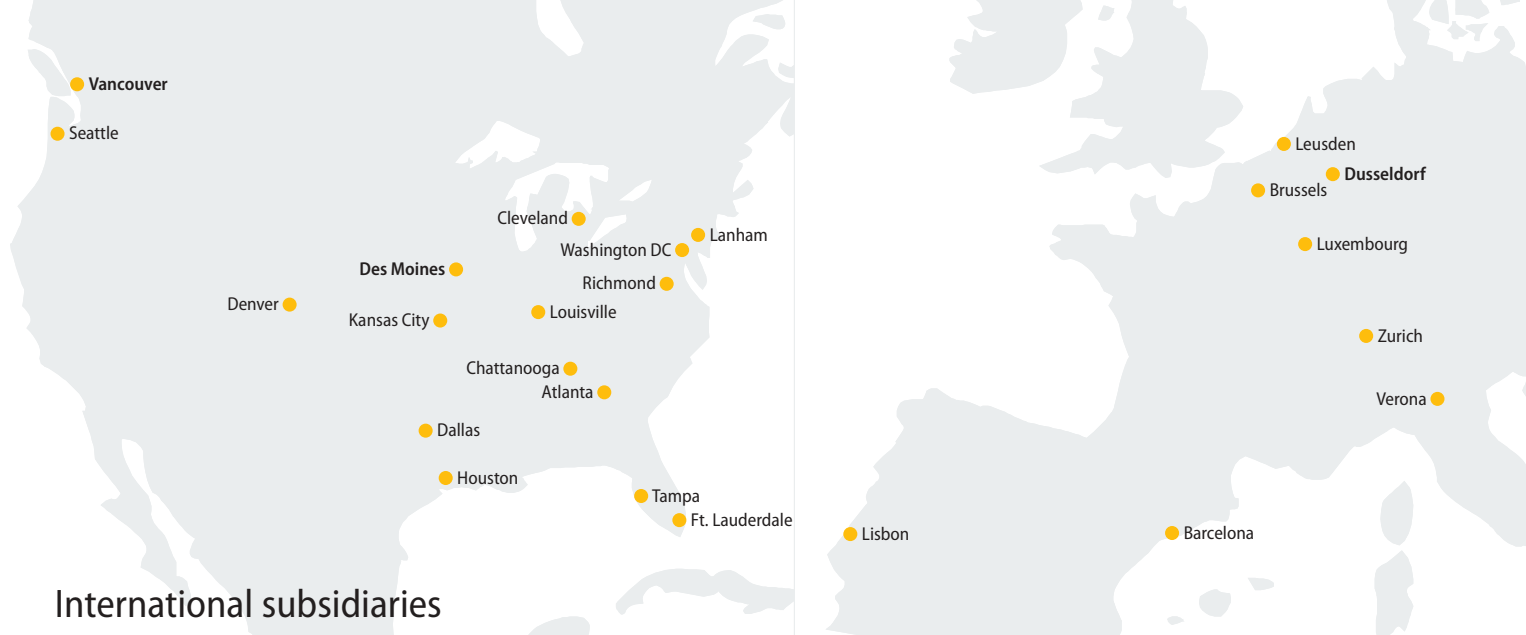 Vancouver
Seattle
Cleveland
Lanham
Washington DC
Des Moines
Richmond
Denver
Louisville
Kansas City
Chattanooga
Atlanta
Dallas
Houston
Tampa
Ft. Lauderdale
International subsidiaries
Leusden
Dusseldorf
Brussels
Luxembourg
Zurich
Verona
Lisbon
Barcelona